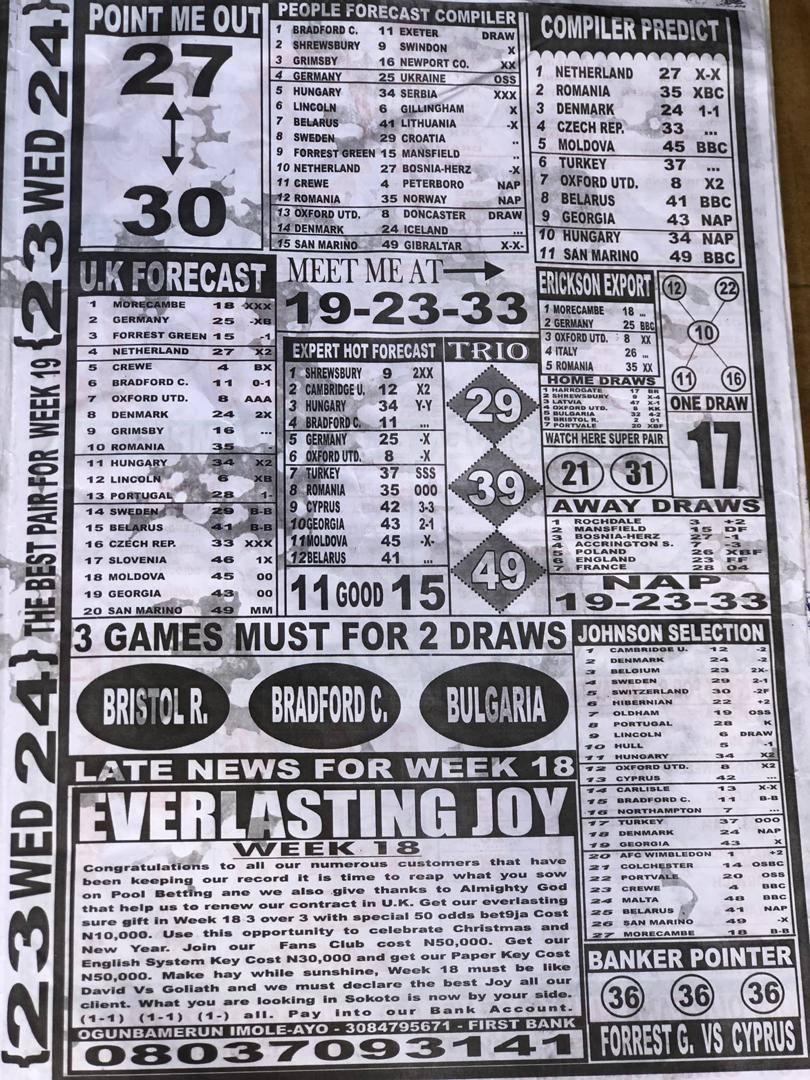 {23 WED 24} THE BEST PAIR FOR WEEK 19 {23 WED 24}
POINT ME OUT
27
30
PEOPLE FORECAST COMPILER
1 BRADFORD C. 11 EXETER DRAW
2 SHREWSBURY 9 SWINDON X
3 GRIMSBY 16 NEWPORT CO. XX
4 GERMANY 25 UKRAINE OSS
5 HUNGARY 34 SERBIA XXX
6 LINCOLN 6 GILLINGHAM X
7 BELARUS 41 LITHUANIA -X
8 SWEDEN 29 CROATIA ..
9 FORREST GREEN 15 MANSFIELD ..
10 NETHERLAND 27 BOSNIA-HERZ -X
11 CREWE 4 PETERBORO NAP
12 ROMANIA 35 NORWAY NAP
13 OXFORD UTD. 8 DONCASTER DRAW
14 DENMARK 24 ICELAND ...
15 SAN MARINO 49 GIBRALTAR X-X-
COMPILER PREDICT
1 NETHERLAND 27 X-X
2 ROMANIA 35 XBC
3 DENMARK 24 1-1
4 CZECH REP. 33 ...
5 MOLDOVA 45 BBC
6 TURKEY 37 ...
7 OXFORD UTD. 8 X2
8 BELARUS 41 BBC
9 GEORGIA 43 NAP
10 HUNGARY 34 NAP
11 SAN MARINO 49 BBC
U.K FORECAST
1 MORECAMBE 18 XXX
2 GERMANY 25 -XB
3 FORREST GREEN 15 -1
4 NETHERLAND 27 X2
5 CREWE 4 BX
6 BRADFORD C. 11 0-1
7 OXFORD UTD. 8 AAA
8 DENMARK 24 2X
9 GRIMSBY 16 ...
10 ROMANIA 35
11 HUNGARY 34 X2
12 LINCOLN 6 XB
13 PORTUGAL 28 1-
14 SWEDEN 29 B-B
15 BELARUS 41 B-B
16 CZECH REP. 33 XXX
17 SLOVENIA 46 1X
18 MOLDOVA 45 00
19 GEORGIA 43 00
20 SAN MARINO 49 MM
MEET ME AT
19-23-33
EXPERT HOT FORECAST
1 SHREWSBURY 9 2XX
2 CAMBRIDGE U. 12 X2
3 HUNGARY 34 Y-Y
4 BRADFORD C. 11 ...
5 GERMANY 25 -X
6 OXFORD UTD. 8 -X
7 TURKEY 37 SSS
8 ROMANIA 35 000
9 CYPRUS 42 3-3
10 GEORGIA 43 2-1
11 MOLDOVA 45 -X-
12 BELARUS 41 ...
11 GOOD 15
TRIO
29
39
49
ERICKSON EXPORT
1 MORECAMBE 18 ...
2 GERMANY 25 BBC
3 OXFORD UTD. 8 XX
4 ITALY 26 ...
5 ROMANIA 35 XX
12 22
10
11 16
HOME DRAWS
1 HARROGATE 17 BR
2 SHREWSBURY 9 X-4
3 LATVIA 47 X-1
4 OXFORD UTD. 8 KK
5 BULGARIA 32 4-2
6 BRISTOL R. 2 01
7 PORTVALE 20 XBF
ONE DRAW
17
WATCH HERE SUPER PAIR
21 31
AWAY DRAWS
1 ROCHDALE 3 +2
2 MANSFIELD 15 DF
3 BOSNIA-HERZ 27 -1
4 ACCRINGTON S. 7 -3
5 POLAND 26 XBF
6 ENGLAND 23 FF
7 FRANCE 28 04
NAP
19-23-33
3 GAMES MUST FOR 2 DRAWS
BRISTOL R. BRADFORD C. BULGARIA
JOHNSON SELECTION
1 CAMBRIDGE U. 12 -2
2 DENMARK 24 -2
3 BELGIUM 23 2X-
4 SWEDEN 29 2-1
5 SWITZERLAND 30 -2F
6 HIBERNIAN 22 +2
7 OLDHAM 19 OSS
8 PORTUGAL 28 K
9 LINCOLN 6 DRAW
10 HULL 5 -1
11 HUNGARY 34 X2
12 OXFORD UTD. 8 X2
13 CYPRUS 42 ...
14 CARLISLE 13 X-X
15 BRADFORD C. 11 B-B
16 NORTHAMPTON 7 ...
17 TURKEY 37 OOO
18 DENMARK 24 NAP
19 GEORGIA 43 X
20 AFC WIMBLEDON 1 +2
21 COLCHESTER 14 OSBC
22 PORTVALE 20 OSS
23 CREWE 4 BBC
24 MALTA 48 BBC
25 BELARUS 41 NAP
26 SAN MARINO 49 -X
27 MORECAMBE 18 B-B
LATE NEWS FOR WEEK 18
EVERLASTING JOY
WEEK 18
Congratulations to all our numerous customers that have
been keeping our record it is time to reap what you sow
on Pool Betting ane we also give thanks to Almighty God
that help us to renew our contract in U.K. Get our everlasting
sure gift in Week 18 3 over 3 with special 50 odds bet9ja Cost
N10,000. Use this opportunity to celebrate Christmas and
New Year. Join our Fans Club cost N50,000. Get our
English System Key Cost N30,000 and get our Paper Key Cost
N50,000. Make hay while sunshine, Week 18 must be like
David Vs Goliath and we must declare the best Joy all our
client. What you are looking in Sokoto is now by your side.
(1-1) (1-1) (1-) all. Pay into our Bank Account.
OGUNBAMERUN IMOLE-AYO - 3084795671 - FIRST BANK
08037093141
BANKER POINTER
36 36 36
FORREST G. VS CYPRUS